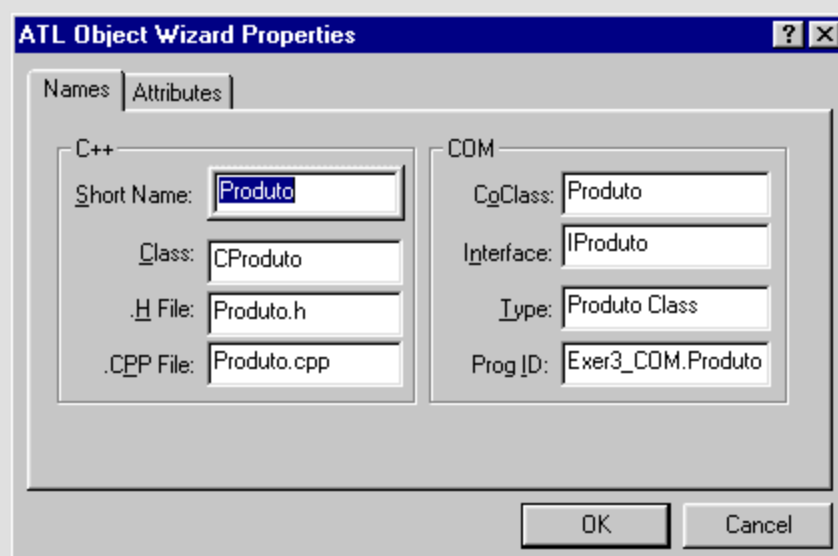 ATL Object Wizard Properties
Names
Attributes
C++
Short Name: Produto
Class: CProduto
.H File: Produto.h
.CPP File: Produto.cpp
COM
CoClass: Produto
Interface: IProduto
Type: Produto Class
Prog ID: Exer3_COM.Produto
OK
Cancel